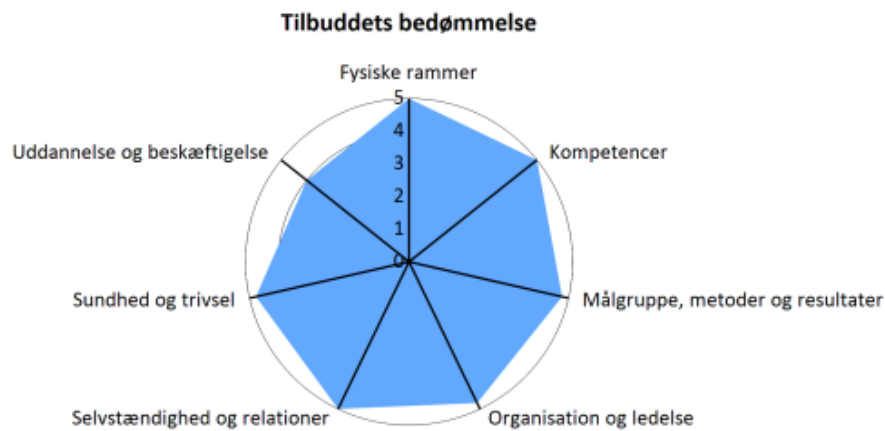 Tilbuddets bedømmelse
Fysiske rammer
5
4
3
2
1
0
Uddannelse og beskæftigelse
Kompetencer
Sundhed og trivsel
Målgruppe, metoder og resultater
Selvstændighed og relationer
Organisation og ledelse